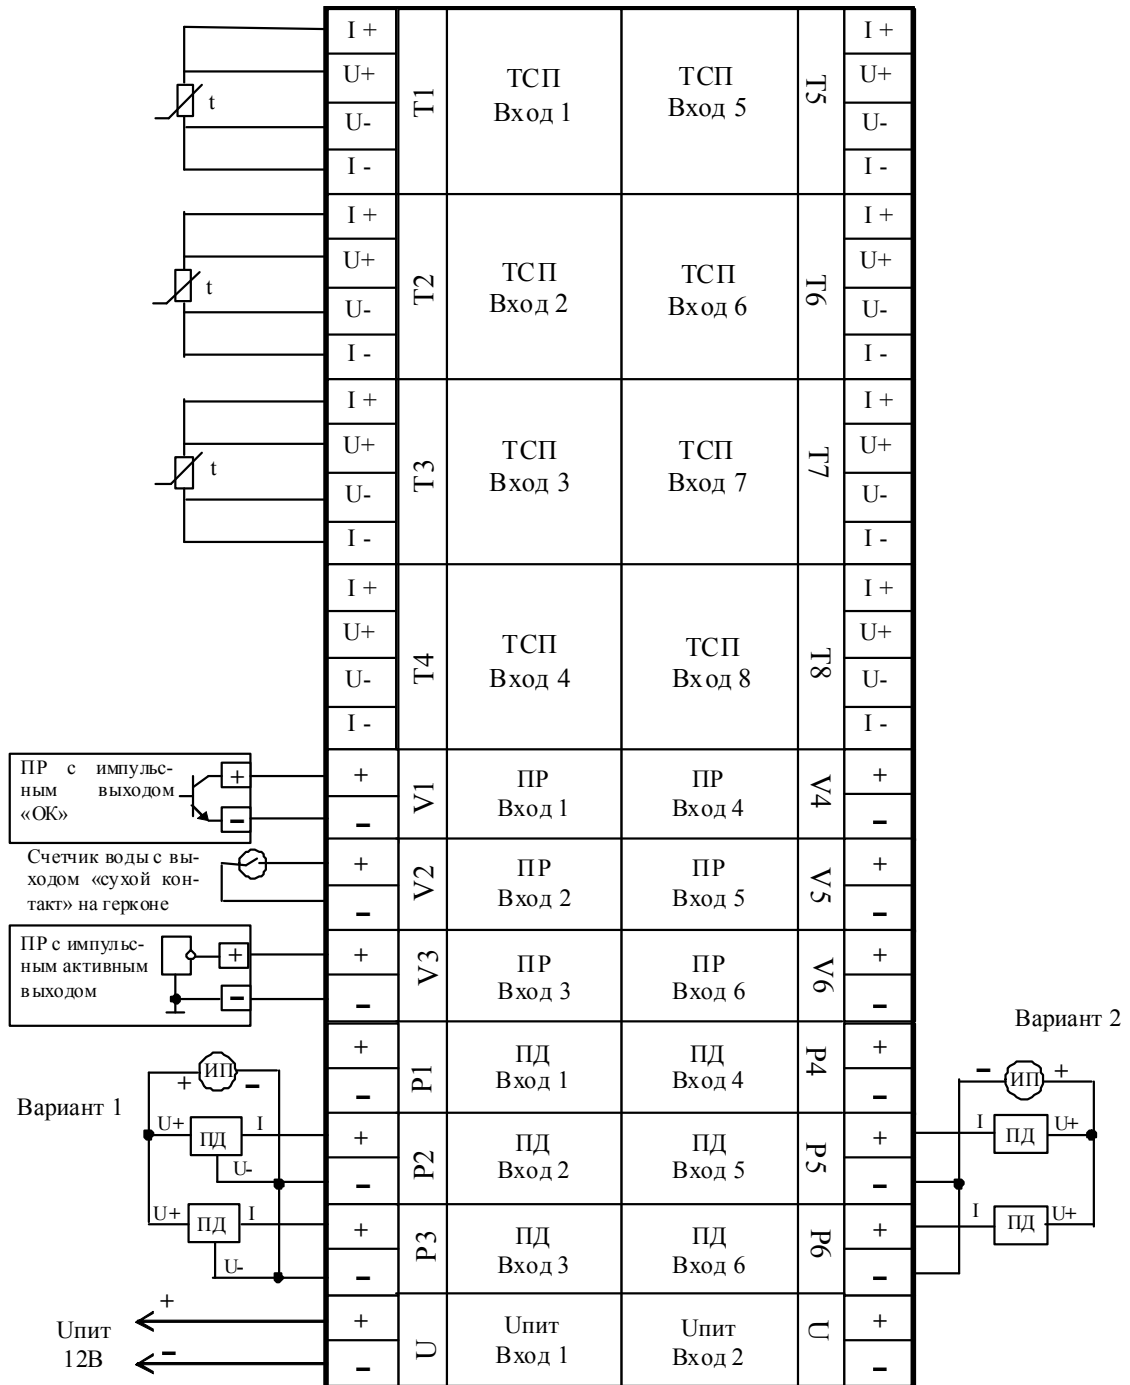 I +
U+
U-
I -
t
T1
ТСП
Вход 1
ТСП
Вход 5
T5
I +
U+
U-
I -
I +
U+
U-
I -
t
T2
ТСП
Вход 2
ТСП
Вход 6
T6
I +
U+
U-
I -
I +
U+
U-
I -
t
T3
ТСП
Вход 3
ТСП
Вход 7
T7
I +
U+
U-
I -
I +
U+
U-
I -
T4
ТСП
Вход 4
ТСП
Вход 8
T8
I +
U+
U-
I -
ПР с импульс-
ным выходом
«ОК»
+
–
+
–
V1
ПР
Вход 1
ПР
Вход 4
V4
+
–
Счетчик воды с вы-
ходом «сухой кон-
такт» на герконе
+
–
V2
ПР
Вход 2
ПР
Вход 5
V5
+
–
ПР с импульс-
ным активным
выходом
+
–
+
–
V3
ПР
Вход 3
ПР
Вход 6
V6
+
–
Вариант 1
+ ИП –
U+ ПД I
U-
U+ ПД I
U-
+
–
P1
ПД
Вход 1
ПД
Вход 4
P4
+
–
+
–
P2
ПД
Вход 2
ПД
Вход 5
P5
+
–
+
–
P3
ПД
Вход 3
ПД
Вход 6
P6
+
–
Вариант 2
– ИП +
I ПД U+
I ПД U+
Uпит
12В
+
–
+
–
U
Uпит
Вход 1
Uпит
Вход 2
U
+
–